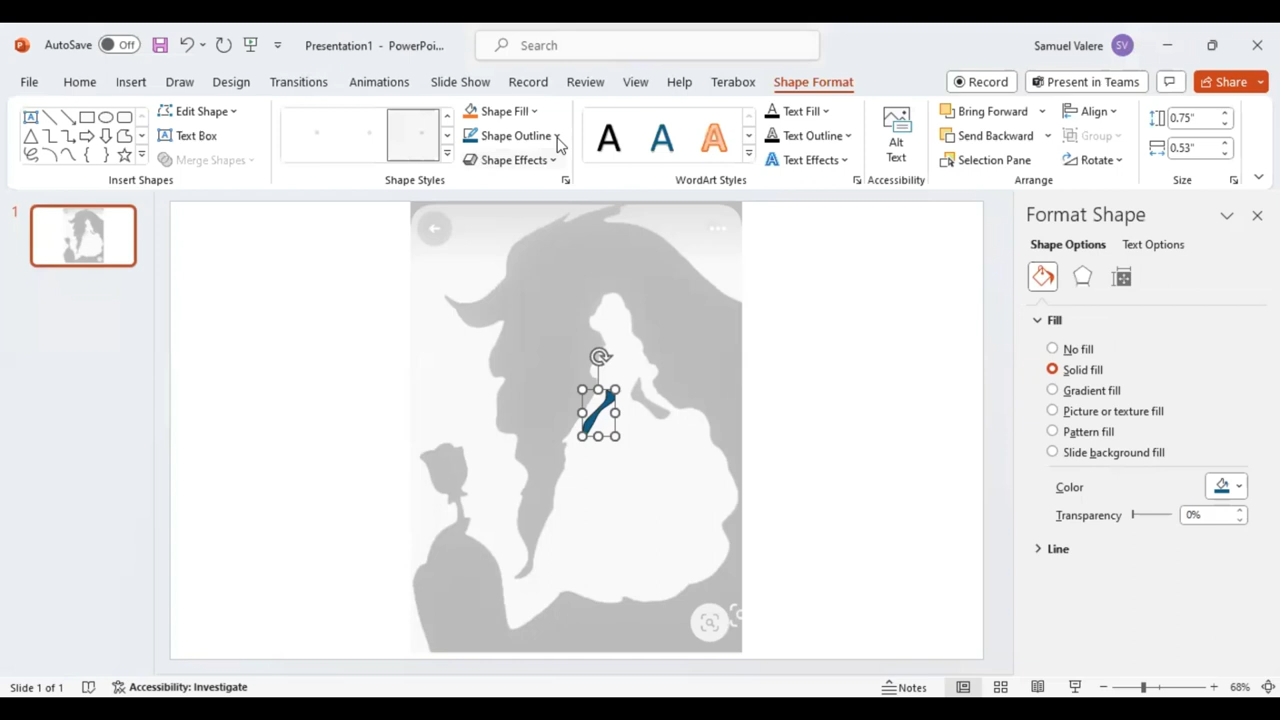 AutoSave Off Presentation1 - PowerPoi... Search Samuel Valere SV
File Home Insert Draw Design Transitions Animations Slide Show Record Review View Help Terabox Shape Format Record Present in Teams Share
Edit Shape Shape Fill A A A Text Fill Bring Forward Align 0.75"
Text Box Shape Outline Text Outline Send Backward Group 0.53"
Merge Shapes Shape Effects Text Effects Alt Text Selection Pane Rotate
Insert Shapes Shape Styles WordArt Styles Accessibility Arrange Size
1
Format Shape
Shape Options Text Options
Fill
No fill
Solid fill
Gradient fill
Picture or texture fill
Pattern fill
Slide background fill
Color
Transparency 0%
Line
Slide 1 of 1 Accessibility: Investigate Notes 68%